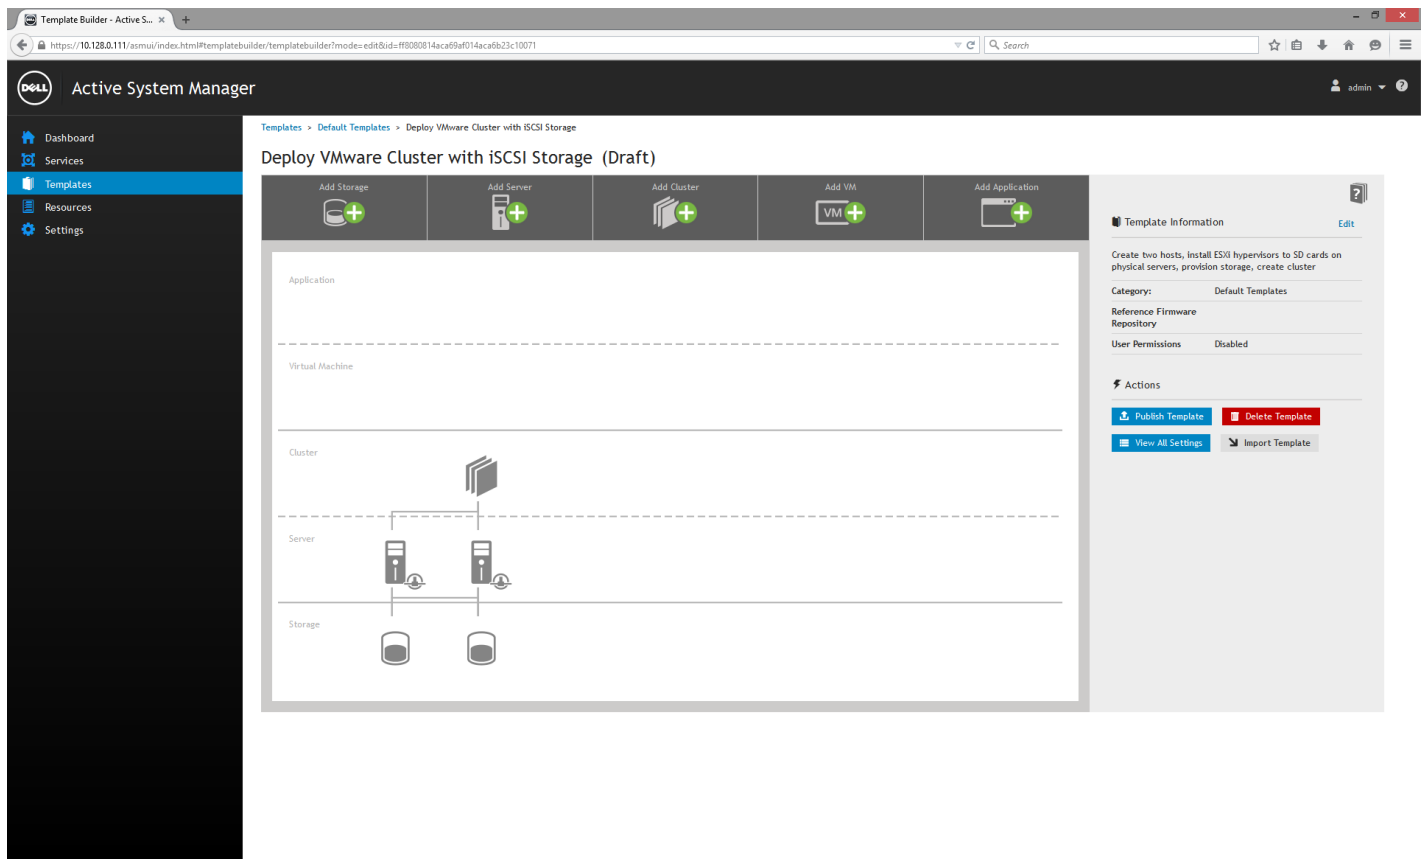 Template Builder - Active S... × +
https://10.128.0.111/asmui/index.html#templatebuilder/templatebuilder?mode=edit&id=ff8080814aca69af014aca6b23c10071
Search
DELL
Active System Manager
admin
?
Dashboard
Services
Templates
Resources
Settings
Templates > Default Templates > Deploy VMware Cluster with iSCSI Storage
Deploy VMware Cluster with iSCSI Storage (Draft)
Add Storage
Add Server
Add Cluster
Add VM
VM
Add Application
Application
Virtual Machine
Cluster
Server
Storage
?
Template Information
Edit
Create two hosts, install ESXi hypervisors to SD cards on
physical servers, provision storage, create cluster
Category: Default Templates
Reference Firmware
Repository
User Permissions Disabled
Actions
Publish Template
Delete Template
View All Settings
Import Template